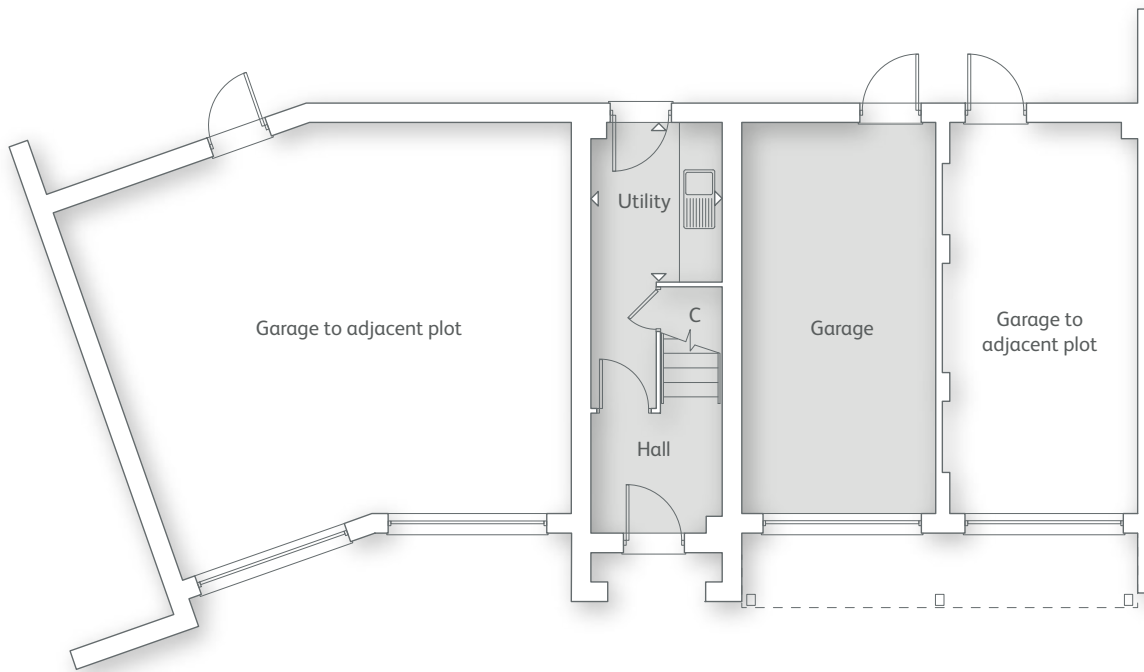 Utility
Garage to adjacent plot
C
Garage
Garage to
adjacent plot
Hall